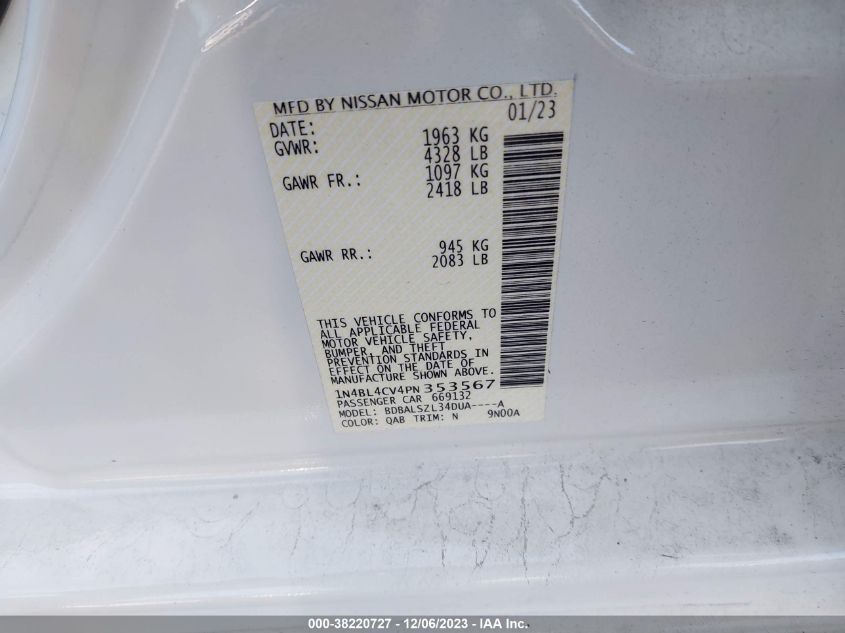 MFD BY NISSAN MOTOR CO., LTD.
DATE: 01/23
GVWR: 1963 KG
4328 LB
GAWR FR.: 1097 KG
2418 LB
GAWR RR.: 945 KG
2083 LB
THIS VEHICLE CONFORMS TO
ALL APPLICABLE FEDERAL
MOTOR VEHICLE SAFETY,
BUMPER, AND THEFT
PREVENTION STANDARDS IN
EFFECT ON THE DATE OF
MANUFACTURE SHOWN ABOVE.
1N4BL4CV4PN353567
PASSENGER CAR 669132
MODEL: BDBALSZL34DUA----A
COLOR: QAB TRIM: N 9N00A
000-38220727 - 12/06/2023 - IAA Inc.